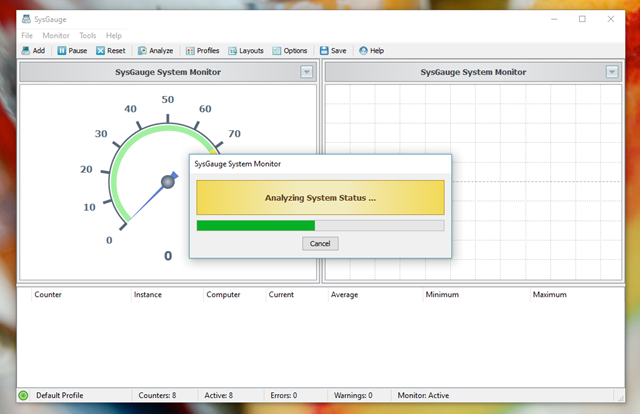 SysGauge
File Monitor Tools Help
Add Pause Reset Analyze Profiles Layouts Options Save Help
SysGauge System Monitor SysGauge System Monitor
0 10 20 30 40 50 60 70
0
SysGauge System Monitor
Analyzing System Status ...
Cancel
Counter Instance Computer Current Average Minimum Maximum
Default Profile Counters: 8 Active: 8 Errors: 0 Warnings: 0 Monitor: Active